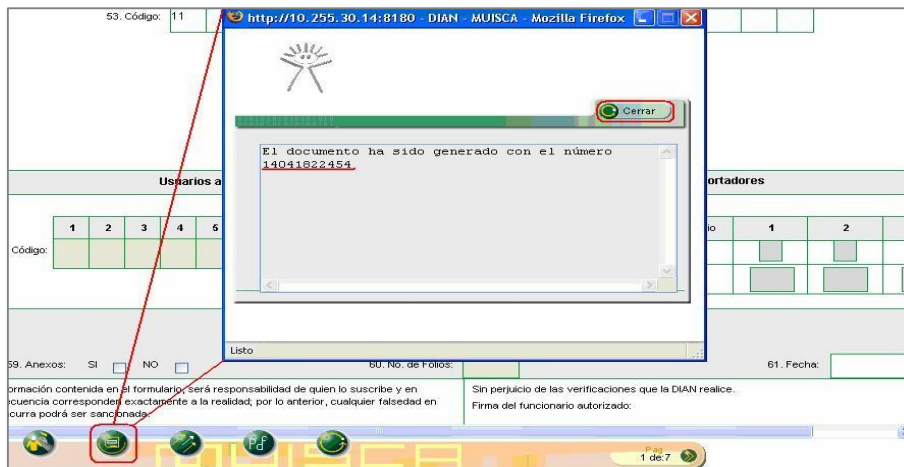 53. Código: 11
http://10.255.30.14:8180 - DIAN - MUISCA - Mozilla Firefox
Cerrar
El documento ha sido generado con el número
14041822454.
Usuarios a
ortadores
1 2 3 4 5
io 1 2
Código:
Listo
59. Anexos: SI NO
60. No. de Folios:
61. Fecha:
ormación contenida en el formulario, será responsabilidad de quien lo suscribe y en
cuencia corresponden exactamente a la realidad; por lo anterior, cualquier falsedad en
curra podrá ser sancionada.
Sin perjuicio de las verificaciones que la DIAN realice.
Firma del funcionario autorizado:
Pdf
MUISCA
Pag
1 de:7